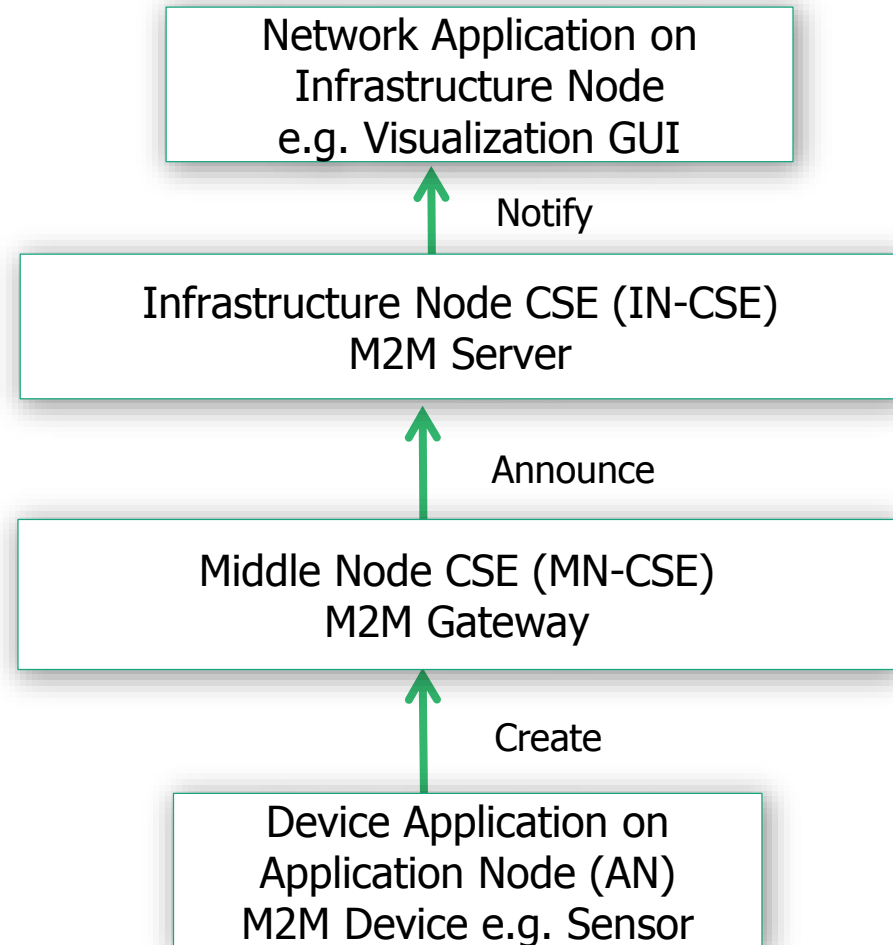 Network Application on
Infrastructure Node
e.g. Visualization GUI
Notify
Infrastructure Node CSE (IN-CSE)
M2M Server
Announce
Middle Node CSE (MN-CSE)
M2M Gateway
Create
Device Application on
Application Node (AN)
M2M Device e.g. Sensor